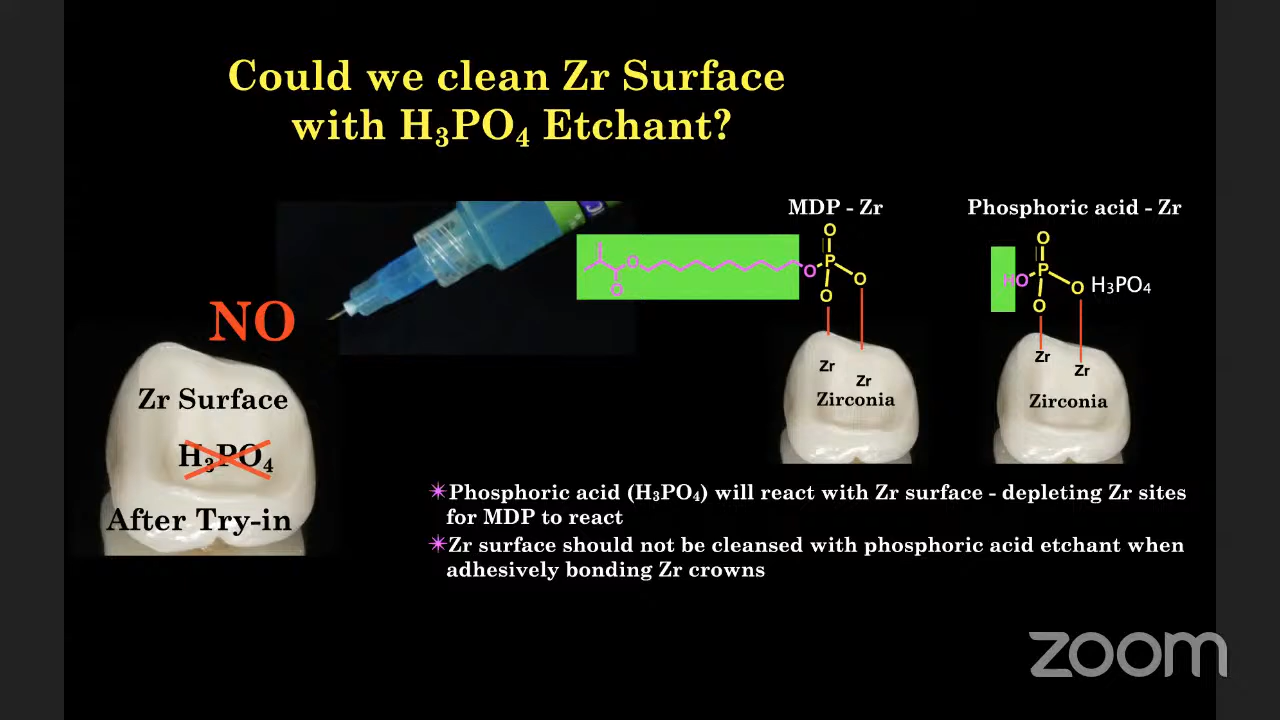 Could we clean Zr Surface
with H₃PO₄ Etchant?
MDP - Zr
Phosphoric acid - Zr
O
O
P
O
O
O
O
O
HO
P
O
O
H₃PO₄
NO
Zr Surface
H₃PO₄
After Try-in
Zr
Zr
Zirconia
Zr
Zr
Zirconia
✴Phosphoric acid (H₃PO₄) will react with Zr surface - depleting Zr sites
for MDP to react
✴Zr surface should not be cleansed with phosphoric acid etchant when
adhesively bonding Zr crowns
zoom